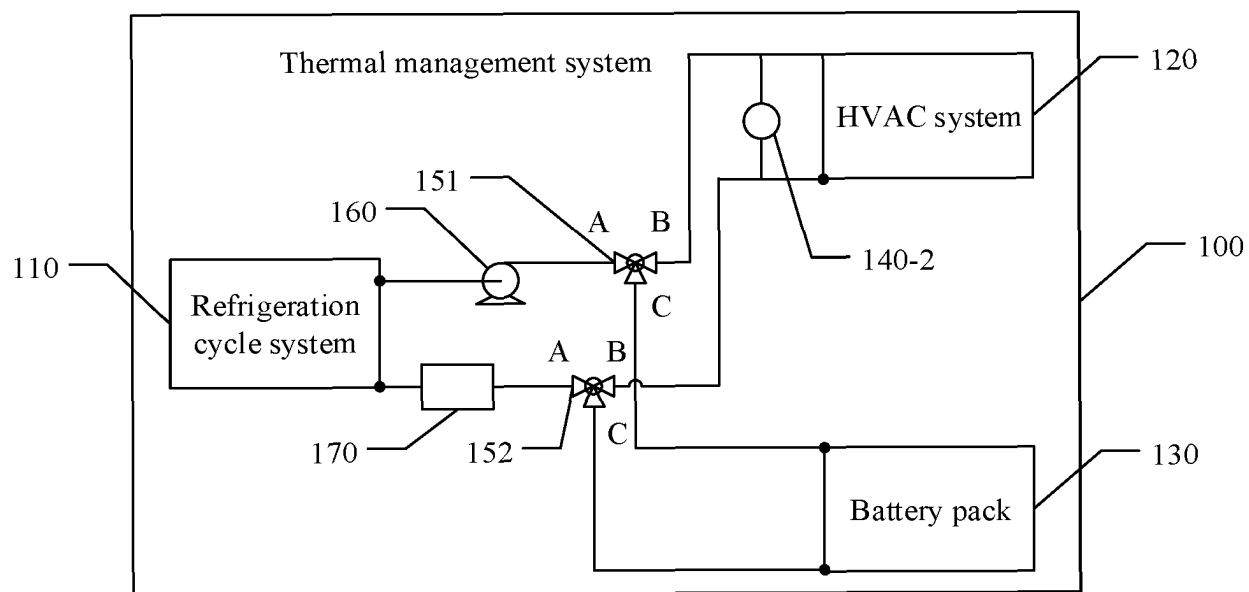 Thermal management system
120
HVAC system
151
160
A
B
140-2
100
110
Refrigeration
cycle system
C
A
B
170
152
C
130
Battery pack